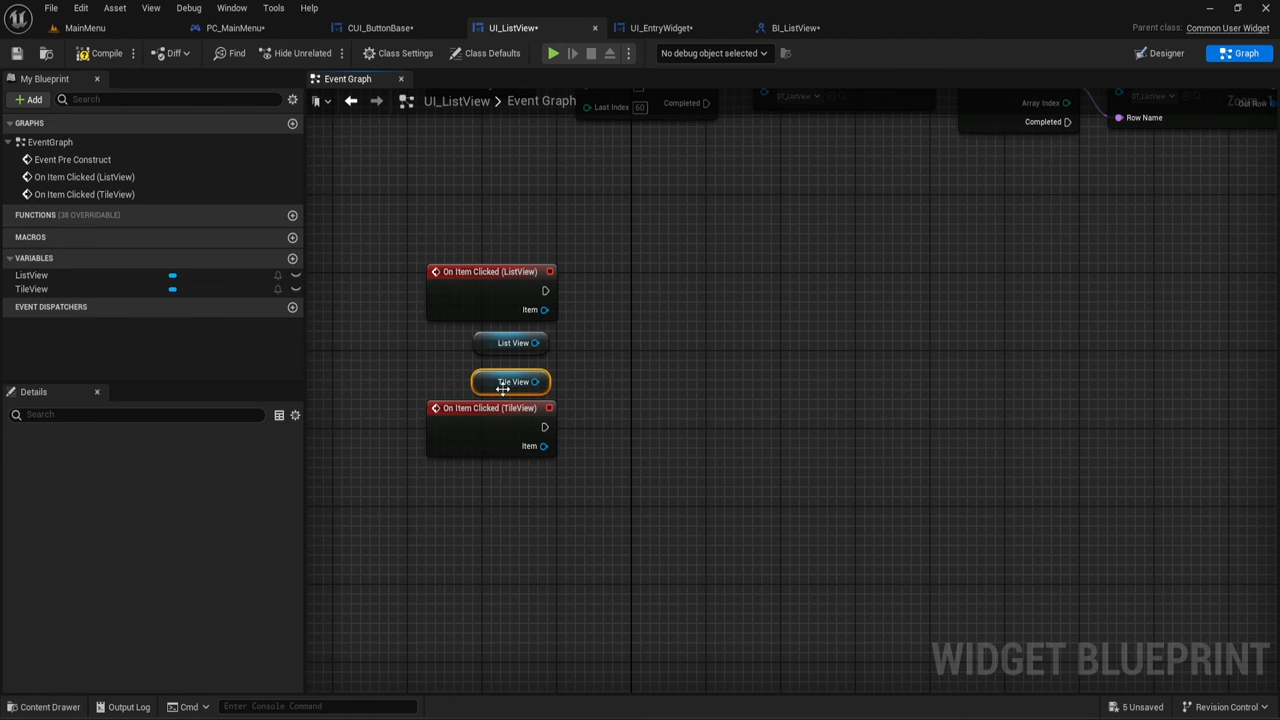 File Edit Asset View Debug Window Tools Help
MainMenu
PC_MainMenu*
CUI_ButtonBase*
UI_ListView*
UI_EntryWidget*
BI_ListView*
Parent class: Common User Widget
Compile
Diff
Find
Hide Unrelated
Class Settings
Class Defaults
No debug object selected
Designer
Graph
My Blueprint
Add
Search
GRAPHS
EventGraph
Event Pre Construct
On Item Clicked (ListView)
On Item Clicked (TileView)
FUNCTIONS (38 OVERRIDABLE)
MACROS
VARIABLES
ListView
TileView
EVENT DISPATCHERS
Details
Search
Event Graph
UI_ListView > Event Graph
Last Index 60
Completed
DT_ListView
Array Index
Completed
DT_ListView
Row Name
Out Row
On Item Clicked (ListView)
Item
List View
Tile View
On Item Clicked (TileView)
Item
WIDGET BLUEPRINT
Content Drawer
Output Log
Cmd
Enter Console Command
5 Unsaved
Revision Control